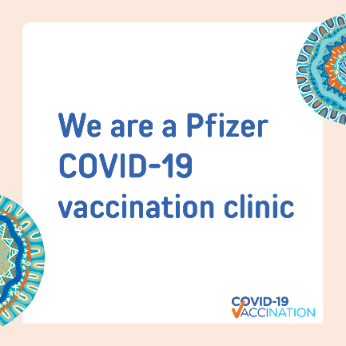 We are a Pfizer
COVID-19
vaccination clinic
COVID-19
VACCINATION